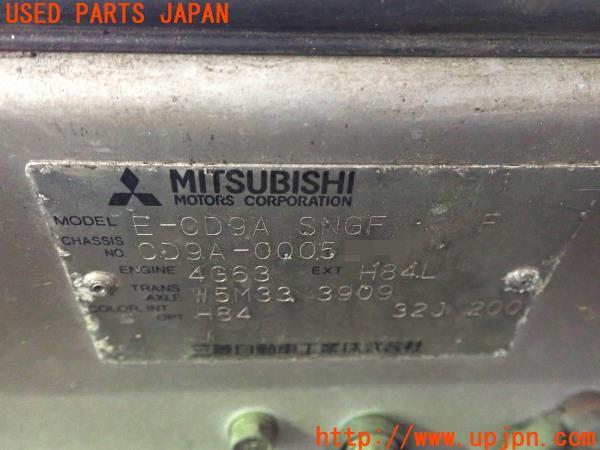 USED PARTS JAPAN
MITSUBISHI
MOTORS CORPORATION
MODEL E-CD9A SNGF F
CHASSIS NO. CD9A-0005
ENGINE 4G63 EXT H84L
TRANS AXLE W5M33 3909
COLOR, INT OPT H84 32J 200
三菱自動車工業株式会社
http://www.upjpn.com/